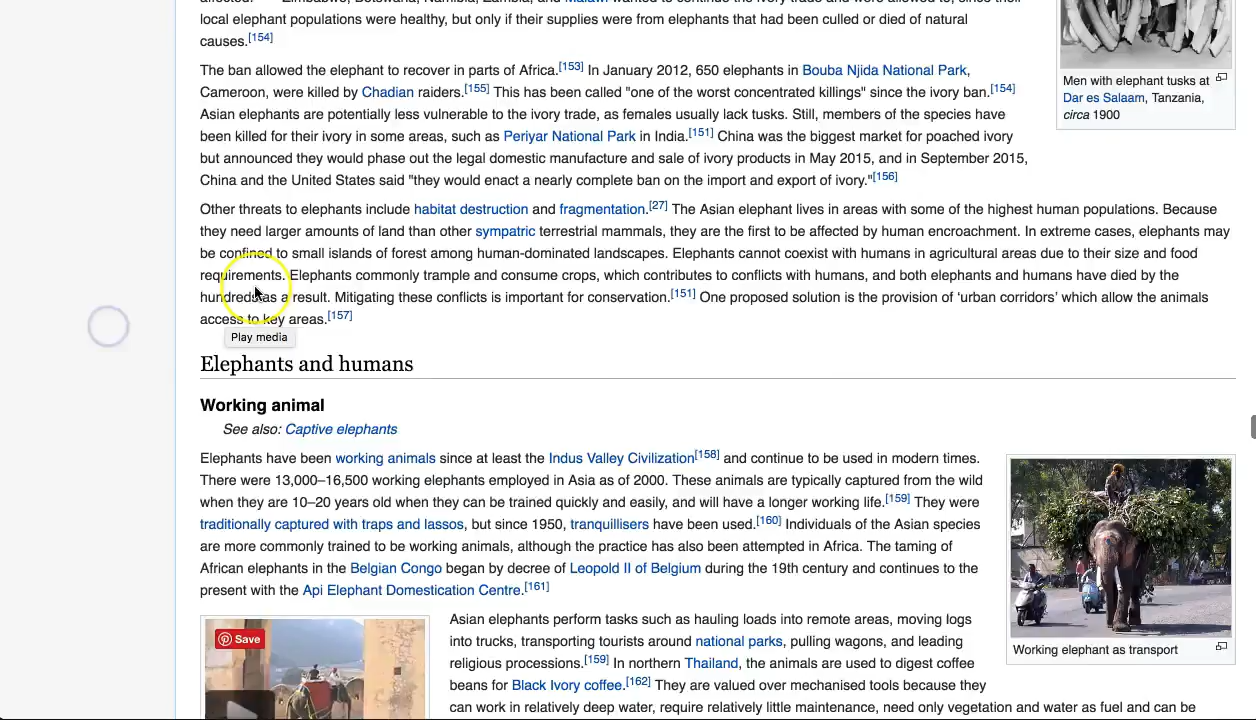 local elephant populations were healthy, but only if their supplies were from elephants that had been culled or died of natural
causes.[154]
The ban allowed the elephant to recover in parts of Africa.[153] In January 2012, 650 elephants in Bouba Njida National Park,
Cameroon, were killed by Chadian raiders.[155] This has been called "one of the worst concentrated killings" since the ivory ban.[154]
Asian elephants are potentially less vulnerable to the ivory trade, as females usually lack tusks. Still, members of the species have
been killed for their ivory in some areas, such as Periyar National Park in India.[151] China was the biggest market for poached ivory
but announced they would phase out the legal domestic manufacture and sale of ivory products in May 2015, and in September 2015,
China and the United States said "they would enact a nearly complete ban on the import and export of ivory."[156]
Men with elephant tusks at
Dar es Salaam, Tanzania,
circa 1900
Other threats to elephants include habitat destruction and fragmentation.[27] The Asian elephant lives in areas with some of the highest human populations. Because
they need larger amounts of land than other sympatric terrestrial mammals, they are the first to be affected by human encroachment. In extreme cases, elephants may
be confined to small islands of forest among human-dominated landscapes. Elephants cannot coexist with humans in agricultural areas due to their size and food
requirements. Elephants commonly trample and consume crops, which contributes to conflicts with humans, and both elephants and humans have died by the
hundreds as a result. Mitigating these conflicts is important for conservation.[151] One proposed solution is the provision of ‘urban corridors’ which allow the animals
access to key areas.[157]
Play media
Elephants and humans
Working animal
See also: Captive elephants
Elephants have been working animals since at least the Indus Valley Civilization[158] and continue to be used in modern times.
There were 13,000–16,500 working elephants employed in Asia as of 2000. These animals are typically captured from the wild
when they are 10–20 years old when they can be trained quickly and easily, and will have a longer working life.[159] They were
traditionally captured with traps and lassos, but since 1950, tranquillisers have been used.[160] Individuals of the Asian species
are more commonly trained to be working animals, although the practice has also been attempted in Africa. The taming of
African elephants in the Belgian Congo began by decree of Leopold II of Belgium during the 19th century and continues to the
present with the Api Elephant Domestication Centre.[161]
Working elephant as transport
Save
Asian elephants perform tasks such as hauling loads into remote areas, moving logs
into trucks, transporting tourists around national parks, pulling wagons, and leading
religious processions.[159] In northern Thailand, the animals are used to digest coffee
beans for Black Ivory coffee.[162] They are valued over mechanised tools because they
can work in relatively deep water, require relatively little maintenance, need only vegetation and water as fuel and can be